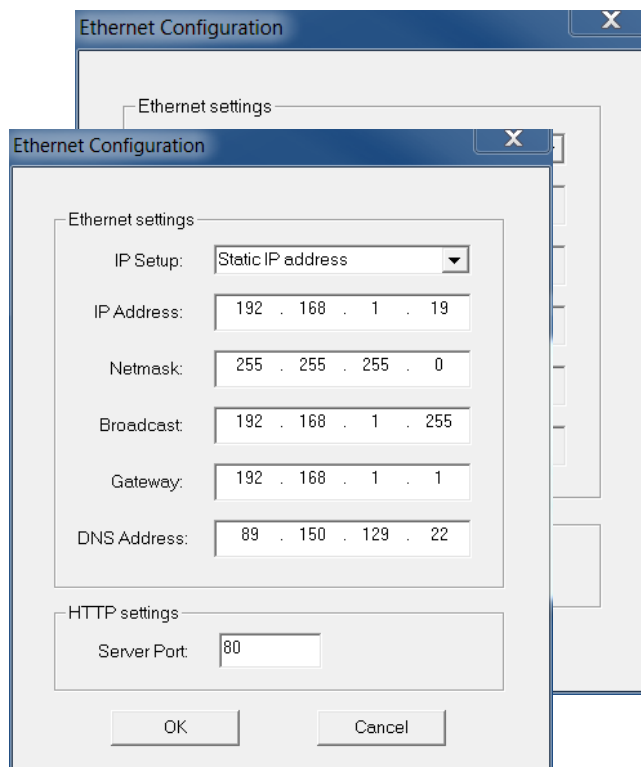 Ethernet Configuration
X
Ethernet settings
Ethernet Configuration
X
Ethernet settings
IP Setup: Static IP address
IP Address: 192 . 168 . 1 . 19
Netmask: 255 . 255 . 255 . 0
Broadcast: 192 . 168 . 1 . 255
Gateway: 192 . 168 . 1 . 1
DNS Address: 89 . 150 . 129 . 22
HTTP settings
Server Port: 80
OK Cancel